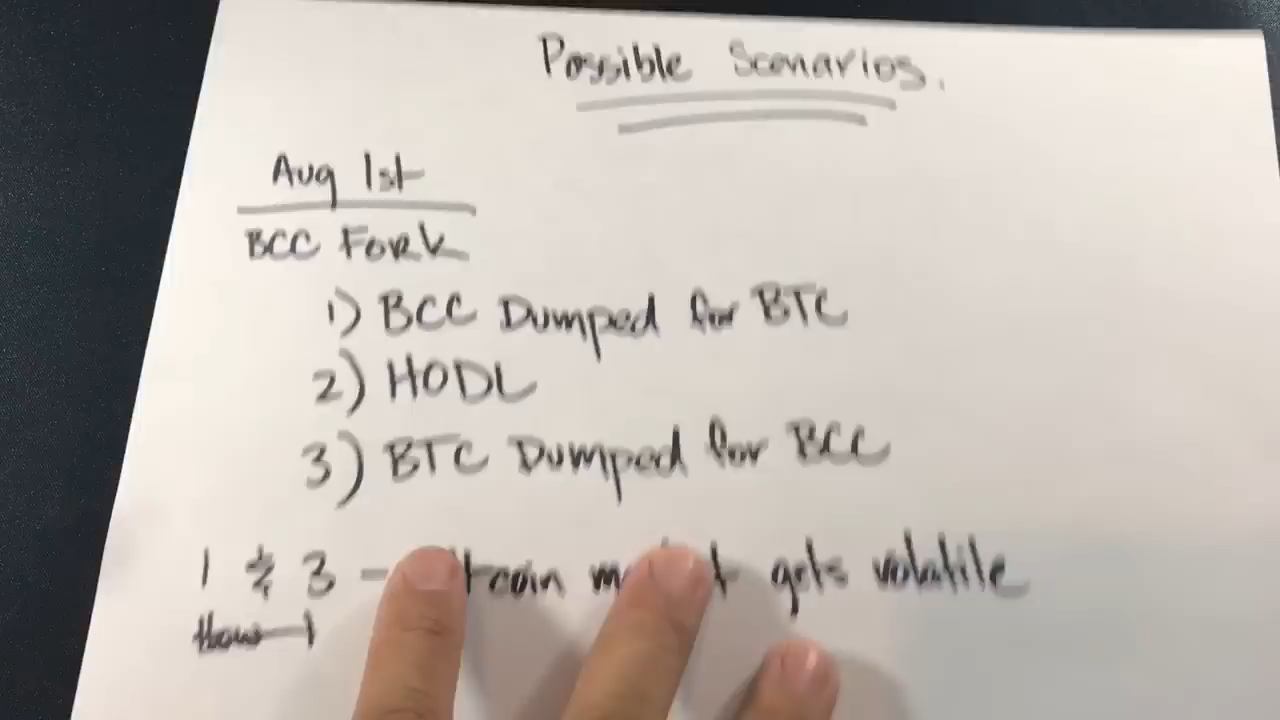 Possible Scenarios.
Aug 1st
BCC Fork
1) BCC Dumped for BTC
2) HODL
3) BTC Dumped for BCC
1 & 3 - gets volatile